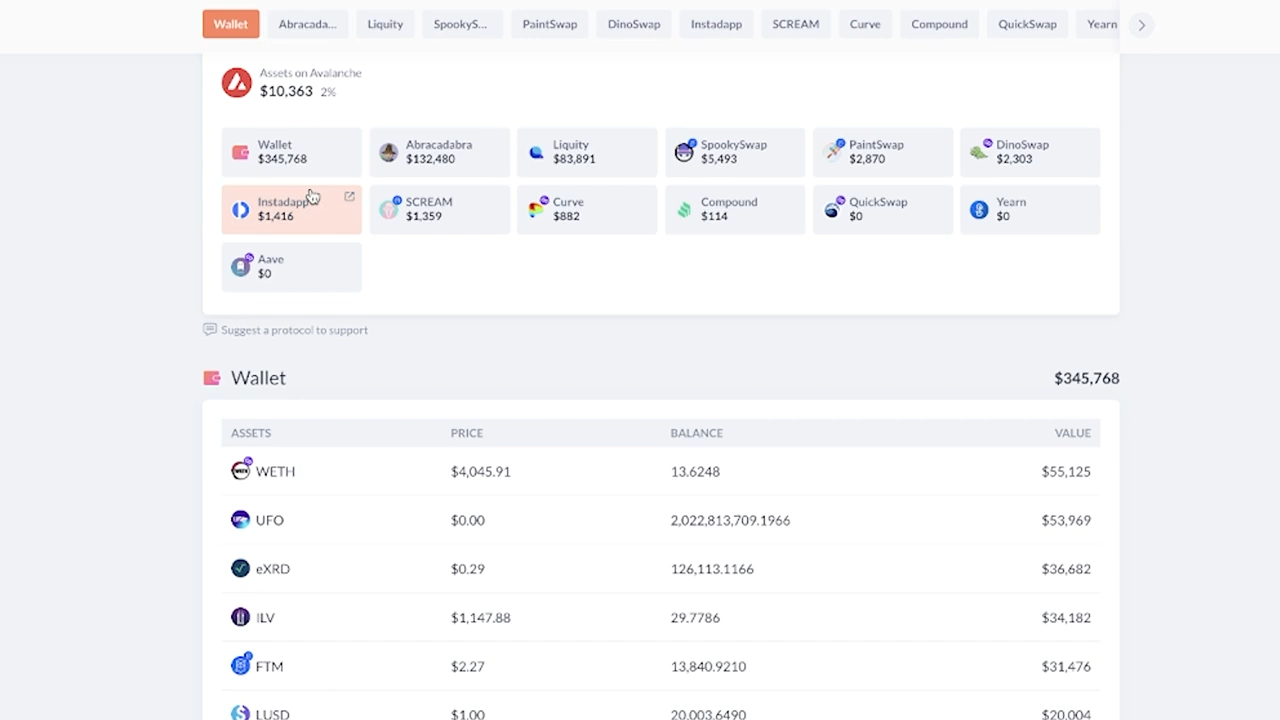 Wallet Abracada... Liquity SpookyS... PaintSwap DinoSwap Instadapp SCREAM Curve Compound QuickSwap Yearn
Assets on Avalanche
$10,363 2%
Wallet Abracadabra Liquity SpookySwap PaintSwap DinoSwap
$345,768 $132,480 $83,891 $5,493 $2,870 $2,303
Instadapp SCREAM Curve Compound QuickSwap Yearn
$1,416 $1,359 $882 $114 $0 $0
Aave
$0
Suggest a protocol to support
Wallet $345,768
ASSETS PRICE BALANCE VALUE
WETH $4,045.91 13.6248 $55,125
UFO $0.00 2,022,813,709.1966 $53,969
eXRD $0.29 126,113.1166 $36,682
ILV $1,147.88 29.7786 $34,182
FTM $2.27 13,840.9210 $31,476
LUSD $1.00 20,003.6490 $20,004